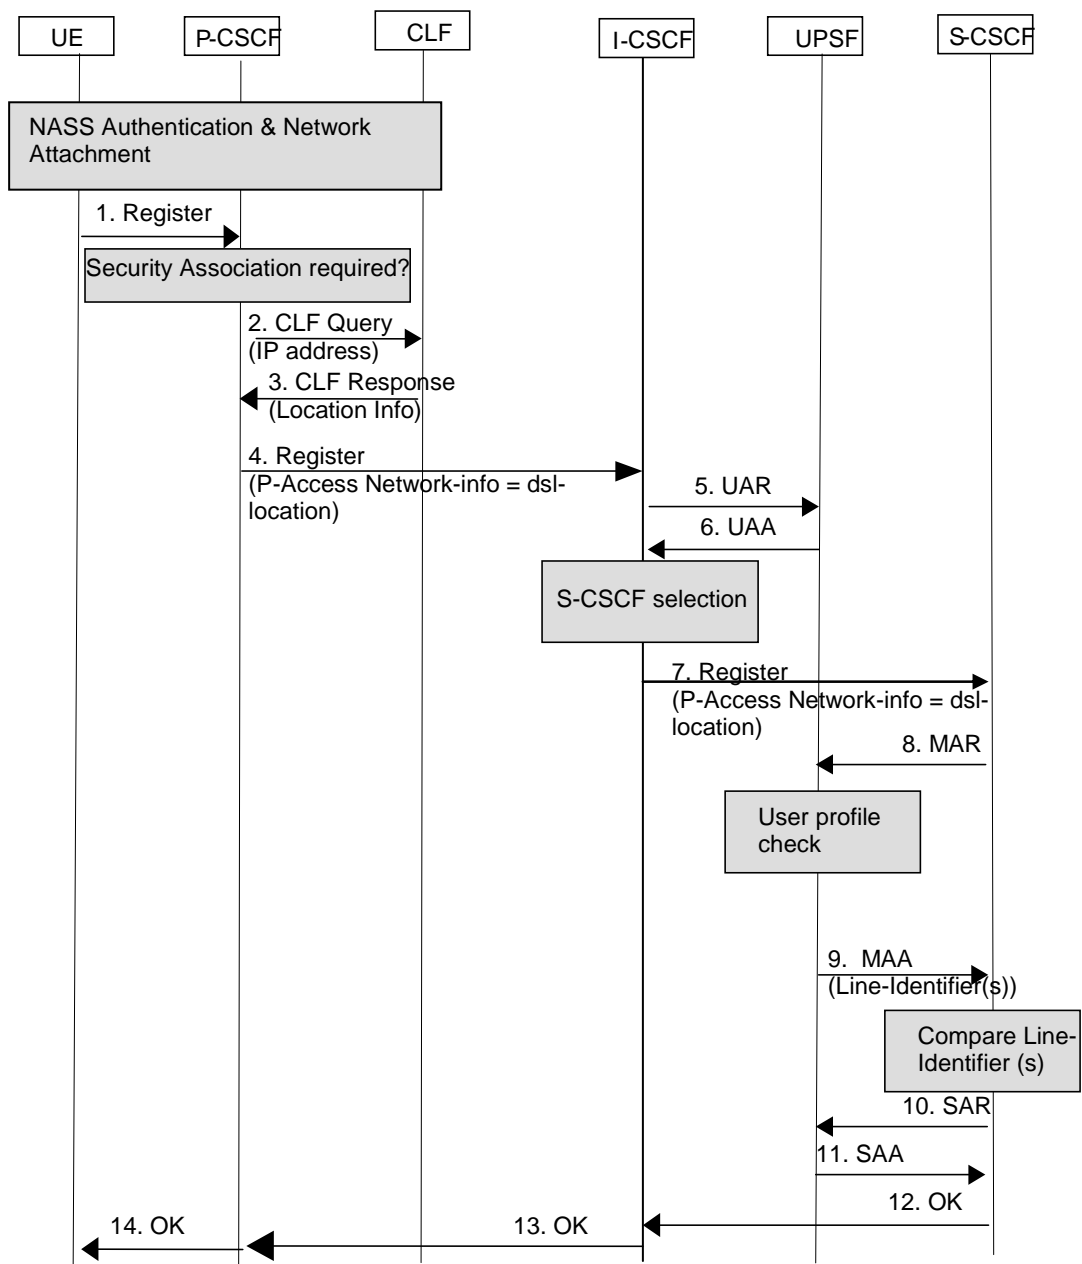 UE
P-CSCF
CLF
I-CSCF
UPSF
S-CSCF
NASS Authentication & Network
Attachment
1. Register
Security Association required?
2. CLF Query
(IP address)
3. CLF Response
(Location Info)
4. Register
(P-Access Network-info = dsl-
location)
5. UAR
6. UAA
S-CSCF selection
7. Register
(P-Access Network-info = dsl-
location)
8. MAR
User profile
check
9. MAA
(Line-Identifier(s))
Compare Line-
Identifier (s)
10. SAR
11. SAA
12. OK
13. OK
14. OK